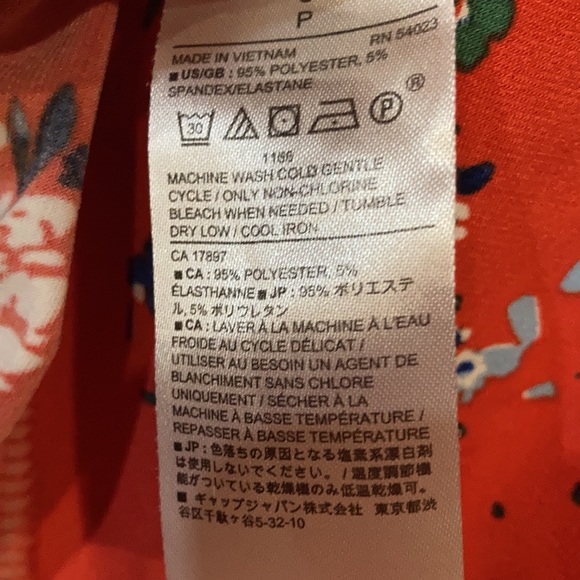 P
MADE IN VIETNAM RN 54023
■ US/GB : 95% POLYESTER, 5%
SPANDEX/ELASTANE
30 P ®
1186
MACHINE WASH COLD GENTLE
CYCLE / ONLY NON-CHLORINE
BLEACH WHEN NEEDED / TUMBLE
DRY LOW / COOL IRON
CA 17897
■ CA : 95% POLYESTER, 5%
ÉLASTHANNE ■ JP : 95% ポリエステ
ル, 5% ポリウレタン
■ CA : LAVER À LA MACHINE À L'EAU
FROIDE AU CYCLE DÉLICAT /
UTILISER AU BESOIN UN AGENT DE
BLANCHIMENT SANS CHLORE
UNIQUEMENT / SÉCHER À LA
MACHINE À BASSE TEMPÉRATURE /
REPASSER À BASSE TEMPÉRATURE
■ JP : 色落ちの原因となる塩素系漂白剤
は使用しないでください。/ 温度調節機
能がついている乾燥機のみ低温乾燥可。
■ ギャップジャパン株式会社 東京都渋
谷区千駄ヶ谷5-32-10